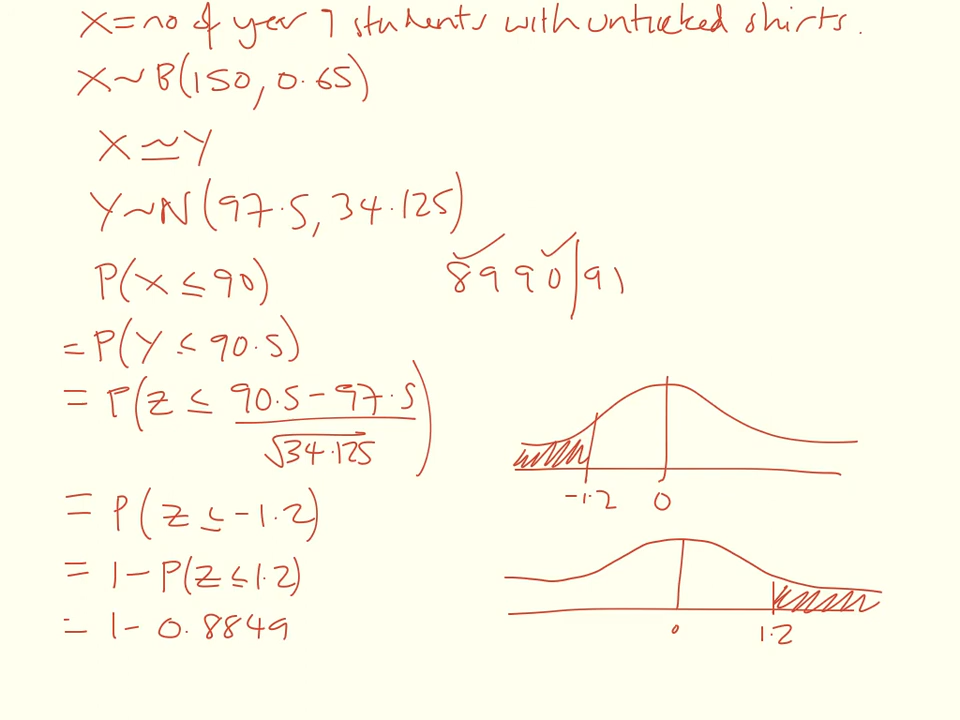 X=no of year 7 students with untucked shirts.
X~B(150, 0.65)
X≃Y
Y~N(97.5, 34.125)
P(X≤90)
89 90|91
=P(Y≤90.5)
=P(Z≤ 90.5-97.5
√34.125)
=P(Z≤-1.2)
-1.2 0
=1-P(Z≤1.2)
=1-0.8849
0 1.2